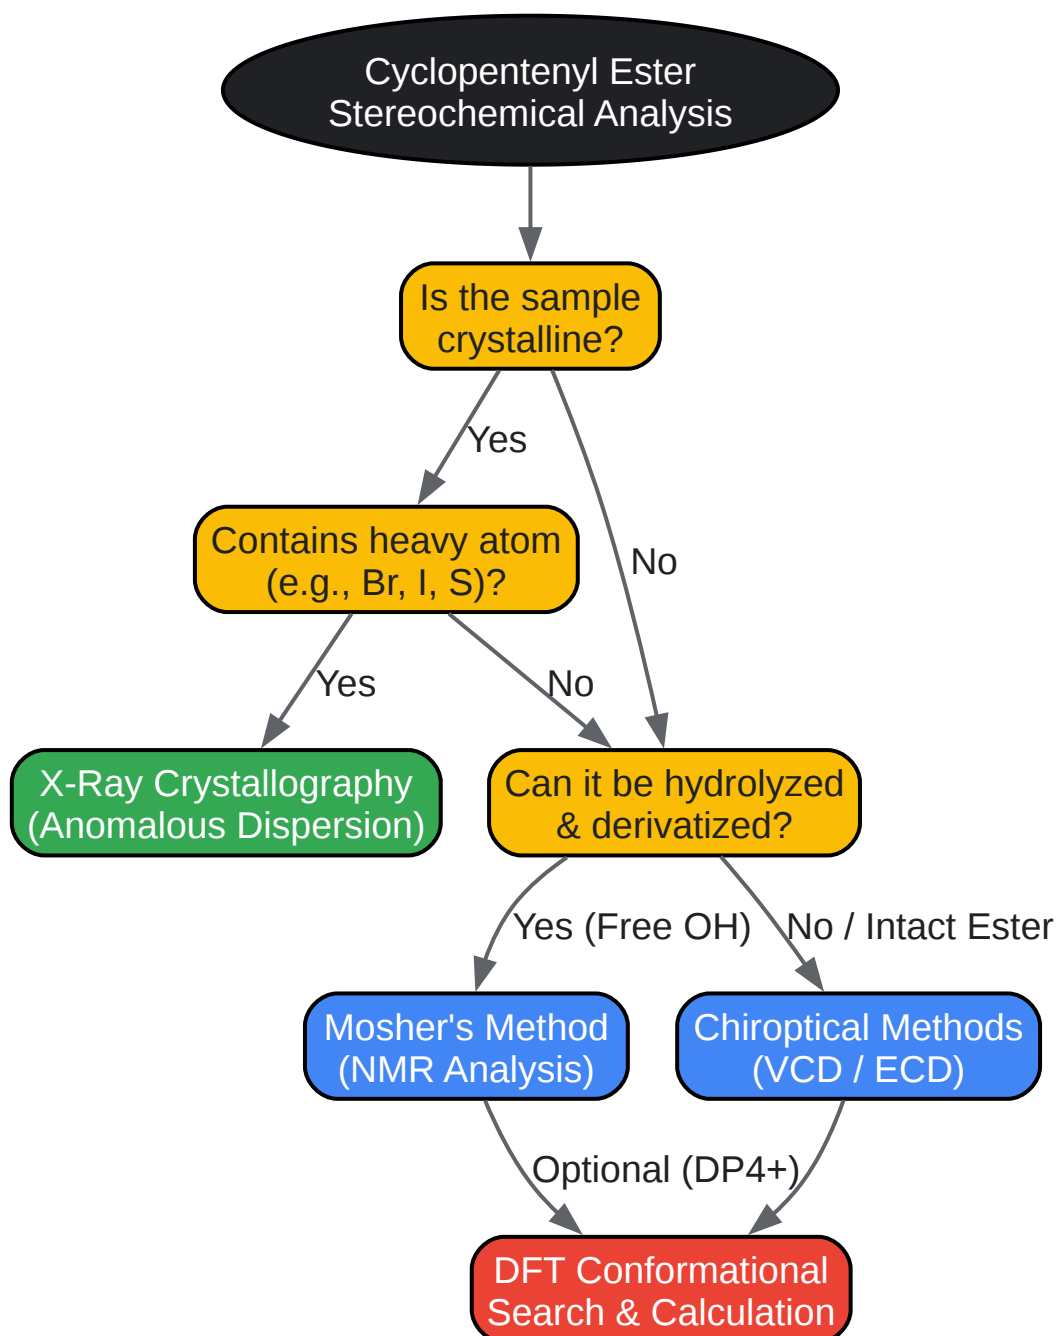 Cyclopentenyl Ester
Stereochemical Analysis
Is the sample
crystalline?
Yes
No
Contains heavy atom
(e.g., Br, I, S)?
Yes
No
X-Ray Crystallography
(Anomalous Dispersion)
Can it be hydrolyzed
& derivatized?
Yes (Free OH)
No / Intact Ester
Mosher's Method
(NMR Analysis)
Chiroptical Methods
(VCD / ECD)
Optional (DP4+)
DFT Conformational
Search & Calculation